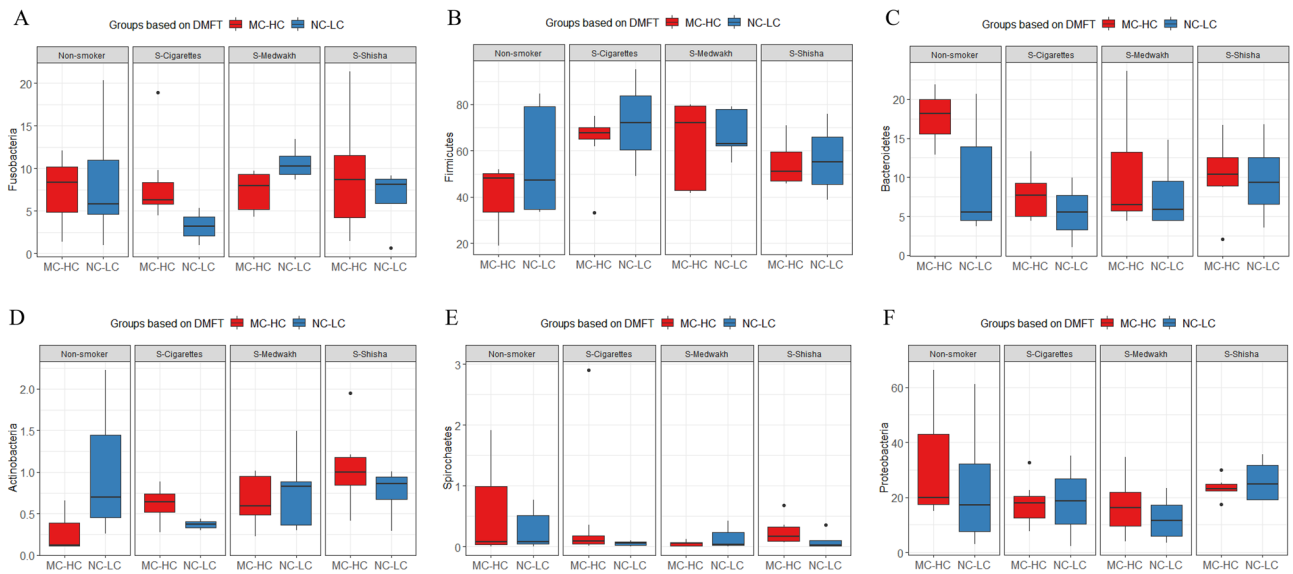 A
Groups based on DMFT MC-HC NC-LC
Non-smoker S-Cigarettes S-Medwakh S-Shisha
Fusobacteria
20
15
10
5
0
MC-HC NC-LC MC-HC NC-LC MC-HC NC-LC MC-HC NC-LC
B
Groups based on DMFT MC-HC NC-LC
Non-smoker S-Cigarettes S-Medwakh S-Shisha
Firmicutes
80
60
40
20
MC-HC NC-LC MC-HC NC-LC MC-HC NC-LC MC-HC NC-LC
C
Groups based on DMFT MC-HC NC-LC
Non-smoker S-Cigarettes S-Medwakh S-Shisha
Bacteroidetes
20
15
10
5
0
MC-HC NC-LC MC-HC NC-LC MC-HC NC-LC MC-HC NC-LC
D
Groups based on DMFT MC-HC NC-LC
Non-smoker S-Cigarettes S-Medwakh S-Shisha
Actinobacteria
2.0
1.5
1.0
0.5
0.0
MC-HC NC-LC MC-HC NC-LC MC-HC NC-LC MC-HC NC-LC
E
Groups based on DMFT MC-HC NC-LC
Non-smoker S-Cigarettes S-Medwakh S-Shisha
Spirochaetes
3
2
1
0
MC-HC NC-LC MC-HC NC-LC MC-HC NC-LC MC-HC NC-LC
F
Groups based on DMFT MC-HC NC-LC
Non-smoker S-Cigarettes S-Medwakh S-Shisha
Proteobacteria
60
40
20
0
MC-HC NC-LC MC-HC NC-LC MC-HC NC-LC MC-HC NC-LC